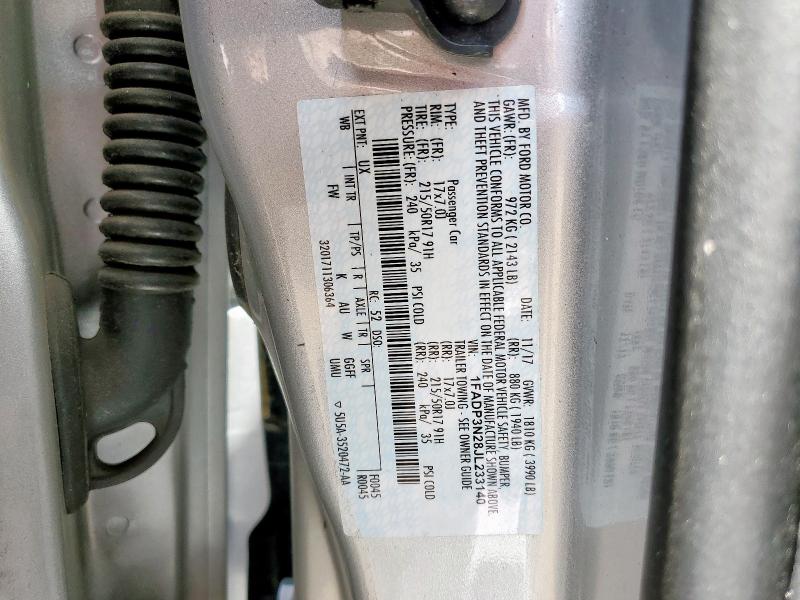 MFD. BY FORD MOTOR CO.
DATE: 11/17 GVWR: 1810 KG ( 3990 LB)
GAWR: (FR): 972 KG ( 2143 LB) (RR): 880 KG ( 1940 LB)
THIS VEHICLE CONFORMS TO ALL APPLICABLE FEDERAL MOTOR VEHICLE SAFETY, BUMPER,
AND THEFT PREVENTION STANDARDS IN EFFECT ON THE DATE OF MANUFACTURE SHOWN ABOVE.
VIN: 1FADP3N28JL233140
TYPE: Passenger Car TRAILER TOWING - SEE OWNER GUIDE
RIM: (FR) 17x7.0J (RR): 17x7.0J
TIRE: (FR) 215/50R17 91H (RR): 215/50R17 91H
PRESSURE: (FR) 240 kPa/ 35 PSI COLD (RR): 240 kPa/ 35 PSI COLD
EXT PNT: UX RC: 52 DSO: F0045
R0045
WB INT TR TP/PS R AXLE TR SPR
FW K AU W GGFF
UMU
3201711306364 5U5A-3520472-AA